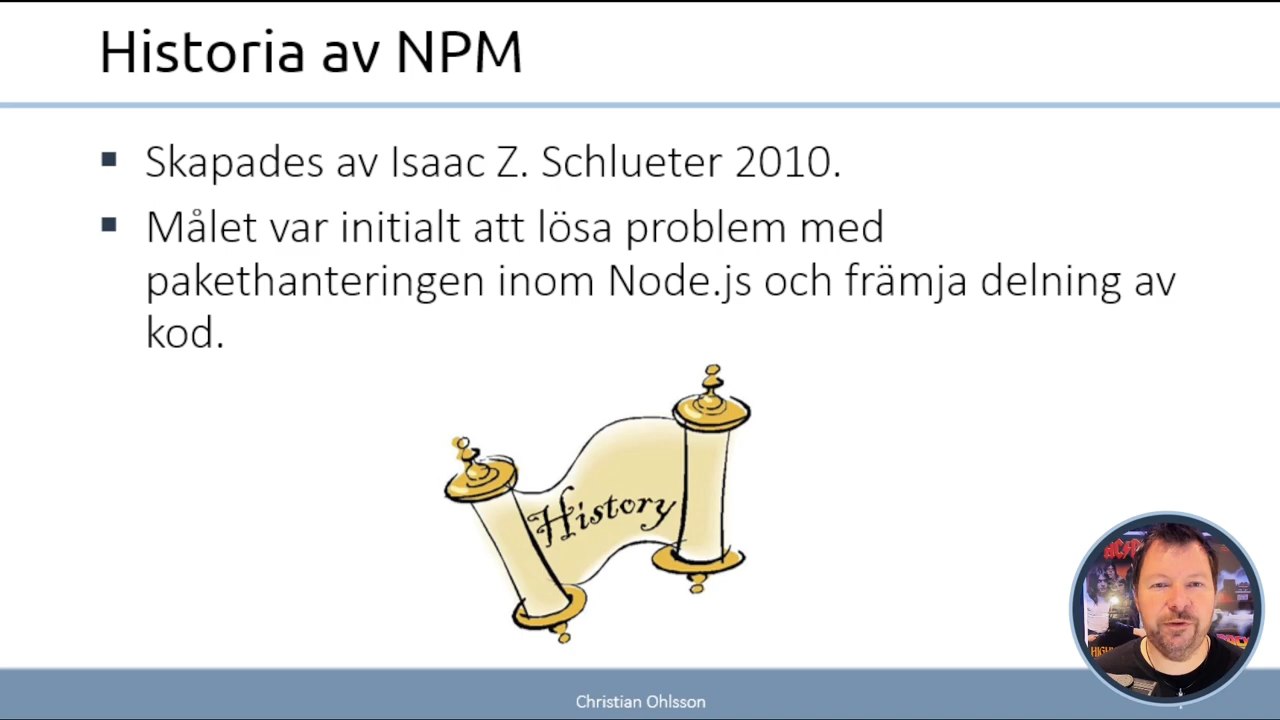 Historia av NPM
Skapades av Isaac Z. Schlueter 2010.
Målet var initialt att lösa problem med
pakethanteringen inom Node.js och främja delning av
kod.
History
Christian Ohlsson